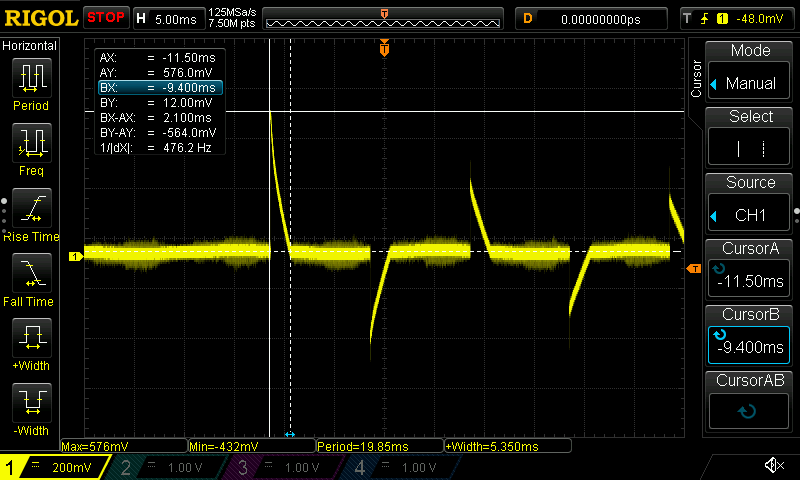 RIGOL STOP H 5.00ms 125MSa/s 7.50M pts T D 0.00000000ps T 1 -48.0mV
Horizontal
Period
Freq
Rise Time
Fall Time
+Width
-Width
AX: = -11.50ms
AY: = 576.0mV
BX: = -9.400ms
BY: = 12.00mV
BX-AX: = 2.100ms
BY-AY: = -564.0mV
1/|dX|: = 476.2 Hz
T
1
T
Cursor
Mode
Manual
Select
Source
CH1
CursorA
-11.50ms
CursorB
-9.400ms
CursorAB
Max=576mV Min=-432mV Period=19.85ms +Width=5.350ms
1 = 200mV 2 = 1.00 V 3 = 1.00 V 4 = 1.00 V